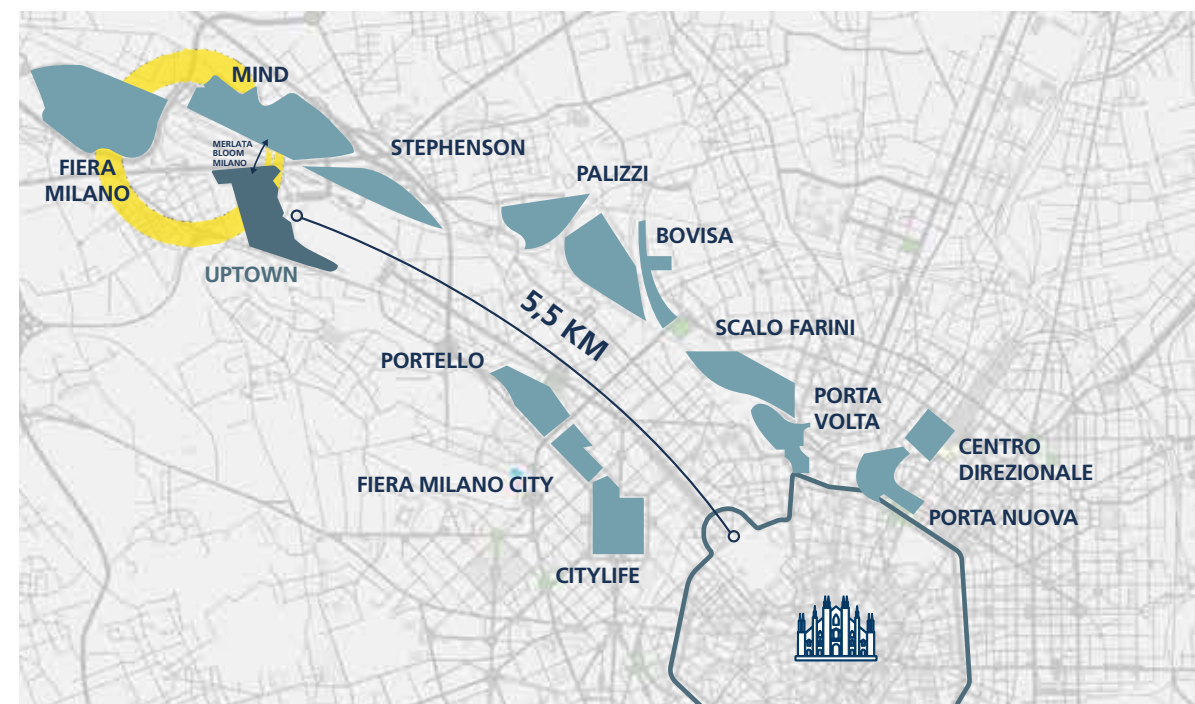 MIND
MERLATA
BLOOM
MILANO
FIERA
MILANO
STEPHENSON
PALIZZI
BOVISA
UPTOWN
5,5 KM
SCALO FARINI
PORTELLO
PORTA
VOLTA
CENTRO
DIREZIONALE
FIERA MILANO CITY
PORTA NUOVA
CITYLIFE